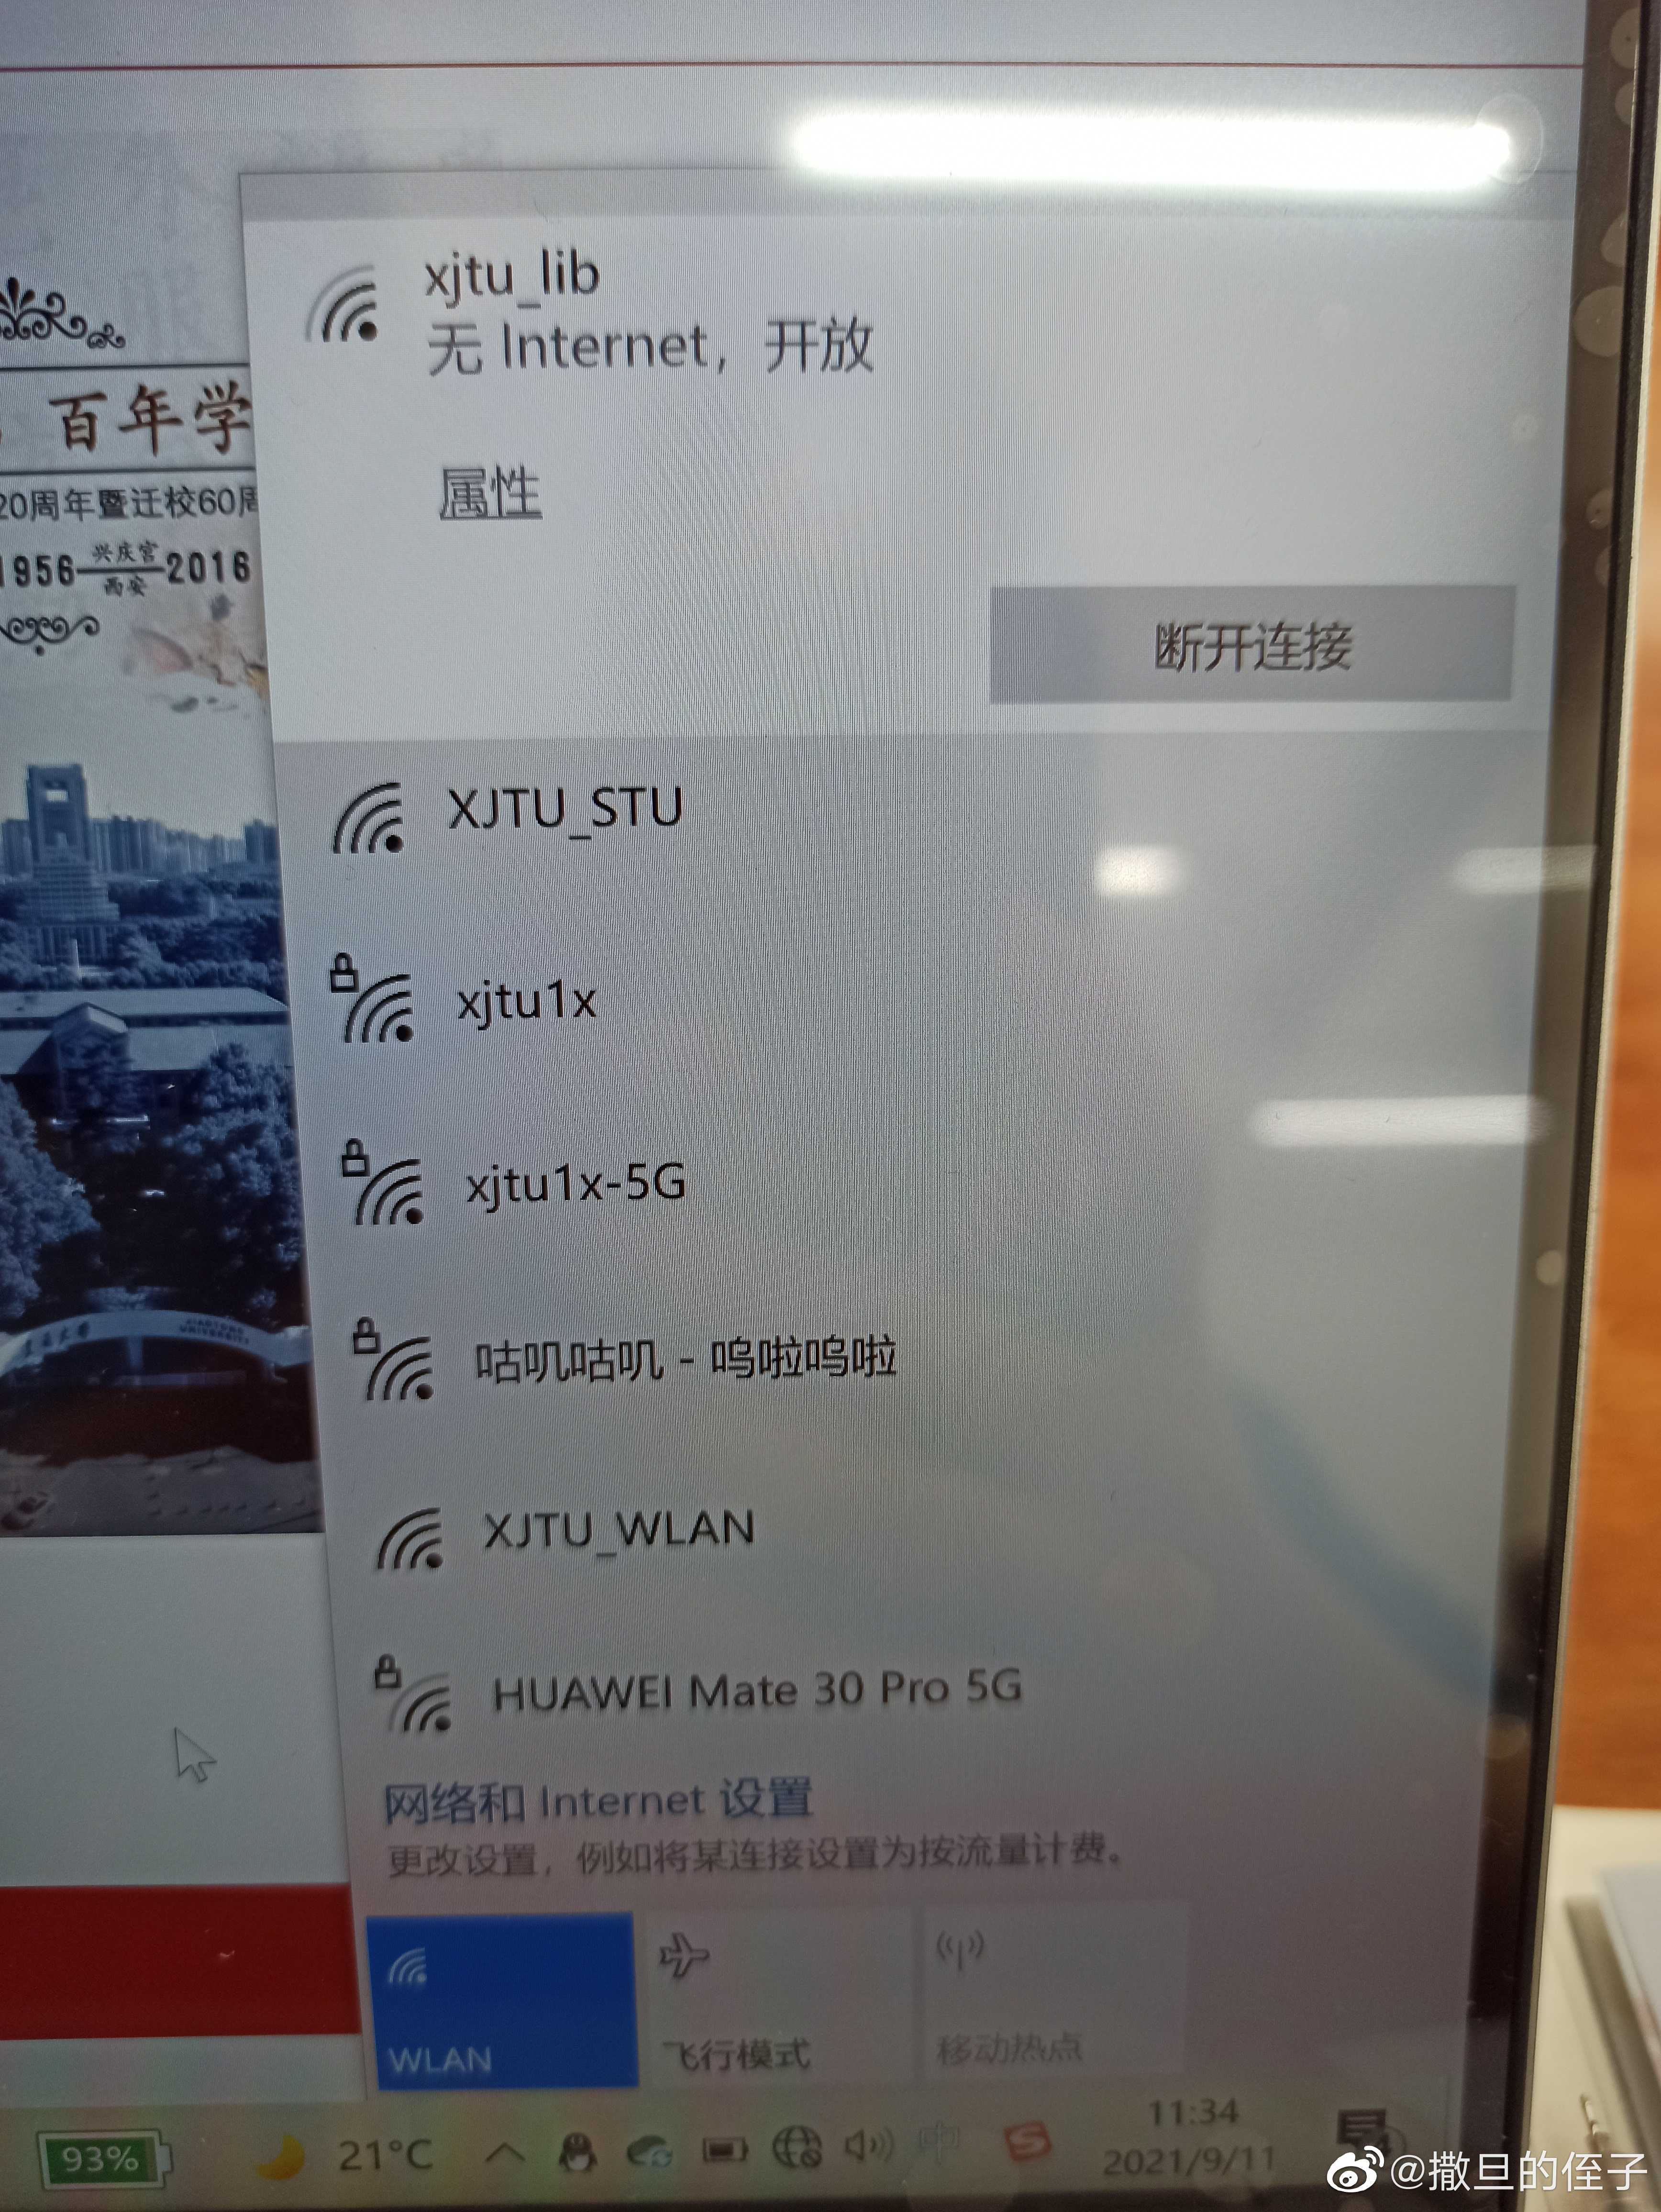 xjtu_lib
无 Internet，开放
属性
断开连接
百年学
20周年暨迁校60周
1956 兴庆宫 2016
西安
XJTU_STU
xjtu1x
xjtu1x-5G
咕叽咕叽 - 呜啦呜啦
XJTU_WLAN
HUAWEI Mate 30 Pro 5G
网络和 Internet 设置
更改设置，例如将某连接设置为按流量计费。
WLAN
飞行模式
移动热点
93%
21°C
中
11:34
2021/9/11
@撒旦的侄子